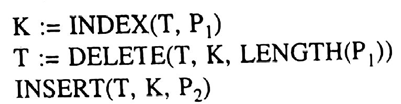 K := INDEX(T, P₁)
T := DELETE(T, K, LENGTH(P₁))
INSERT(T, K, P₂)